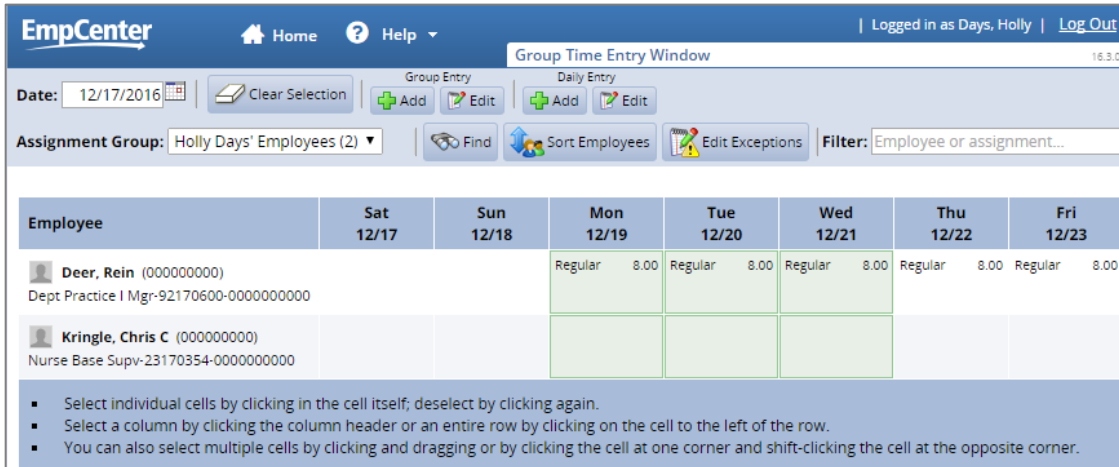 EmpCenter Home ? Help | Logged in as Days, Holly | Log Out
Group Time Entry Window 16.3.0
Group Entry Daily Entry
Date: 12/17/2016 Clear Selection Add Edit Add Edit
Assignment Group: Holly Days' Employees (2) Find Sort Employees Edit Exceptions Filter: Employee or assignment...
Employee Sat Sun Mon Tue Wed Thu Fri
12/17 12/18 12/19 12/20 12/21 12/22 12/23
Deer, Rein (000000000) Regular 8.00 Regular 8.00 Regular 8.00 Regular 8.00 Regular 8.00
Dept Practice I Mgr-92170600-0000000000
Kringle, Chris C (000000000)
Nurse Base Supv-23170354-0000000000
▪ Select individual cells by clicking in the cell itself; deselect by clicking again.
▪ Select a column by clicking the column header or an entire row by clicking on the cell to the left of the row.
▪ You can also select multiple cells by clicking and dragging or by clicking the cell at one corner and shift-clicking the cell at the opposite corner.